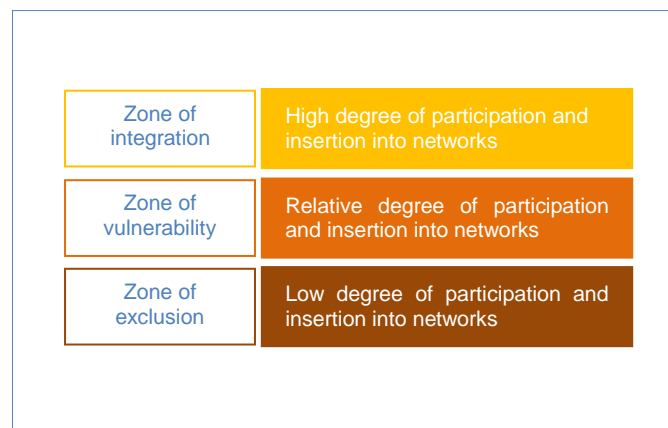 Zone of
integration
High degree of participation and
insertion into networks
Zone of
vulnerability
Relative degree of participation
and insertion into networks
Zone of
exclusion
Low degree of participation and
insertion into networks